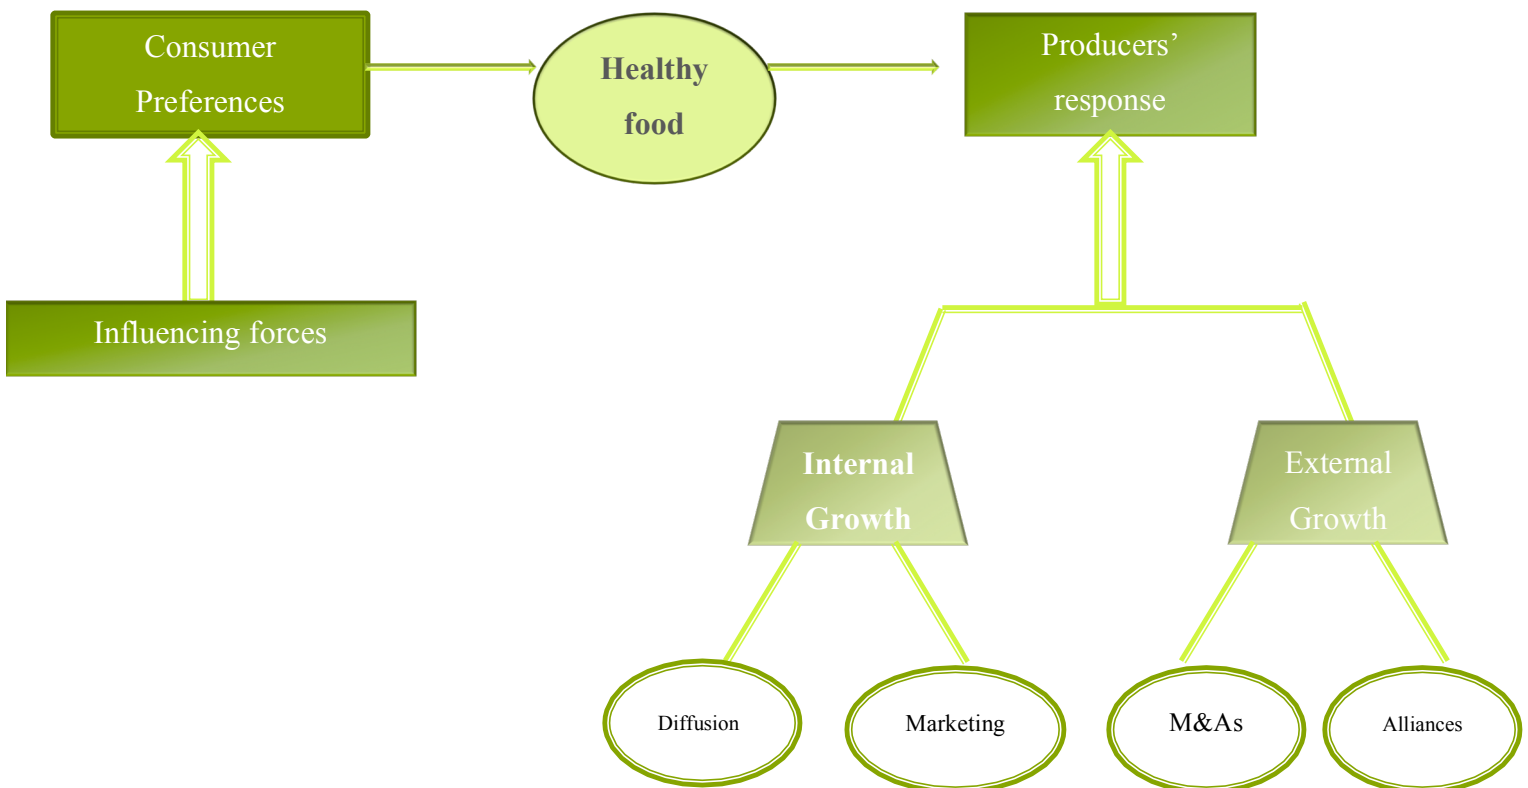 Consumer
Preferences
Healthy
food
Producers’
response
Influencing forces
Internal
Growth
External
Growth
Diffusion
Marketing
M&As
Alliances